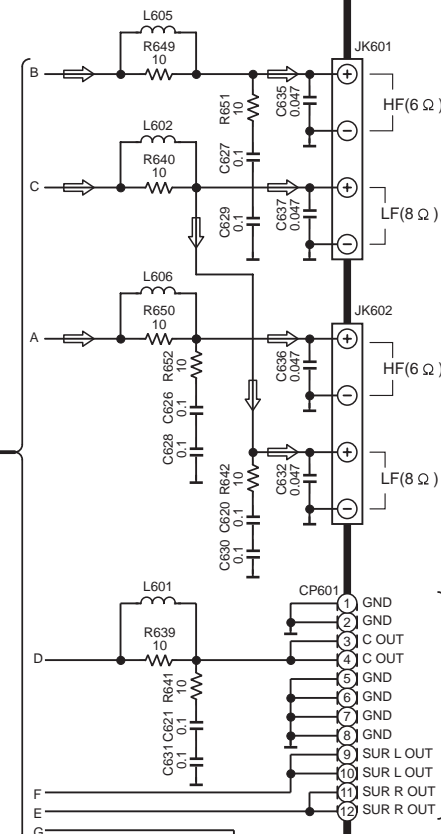 L605
R649
10
JK601
B
R651
10
C635
0.047
+
HF(6 Ω)
−
L602
R640
10
C627
0.1
C
C629
0.1
C637
0.047
+
LF(8 Ω)
−
L606
R650
10
JK602
A
R652
10
C636
0.047
+
HF(6 Ω)
−
C626
0.1
C628
0.1
R642
10
C632
0.047
+
LF(8 Ω)
−
C620
0.1
C630
0.1
L601
R639
10
CP601
1 GND
2 GND
3 C OUT
D
4 C OUT
R641
10
5 GND
6 GND
C621
0.1
7 GND
C631
0.1
8 GND
9 SUR L OUT
F
10 SUR L OUT
E
11 SUR R OUT
12 SUR R OUT
G